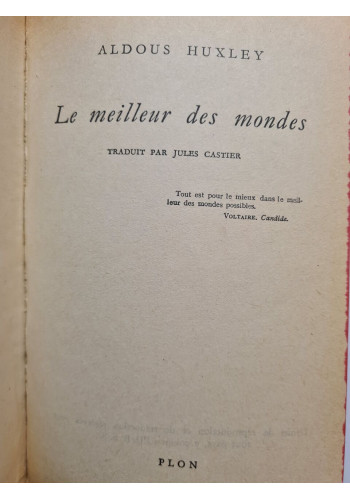 ALDOUS HUXLEY
Le meilleur des mondes
TRADUIT PAR JULES CASTIER
Tout est pour le mieux dans le meil-
leur des mondes possibles.
VOLTAIRE. Candide.
PLON